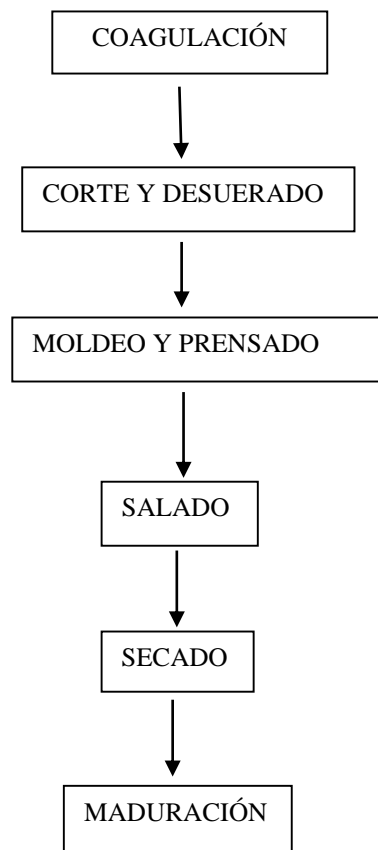 COAGULACIÓN
CORTE Y DESUERADO
MOLDEO Y PRENSADO
SALADO
SECADO
MADURACIÓN